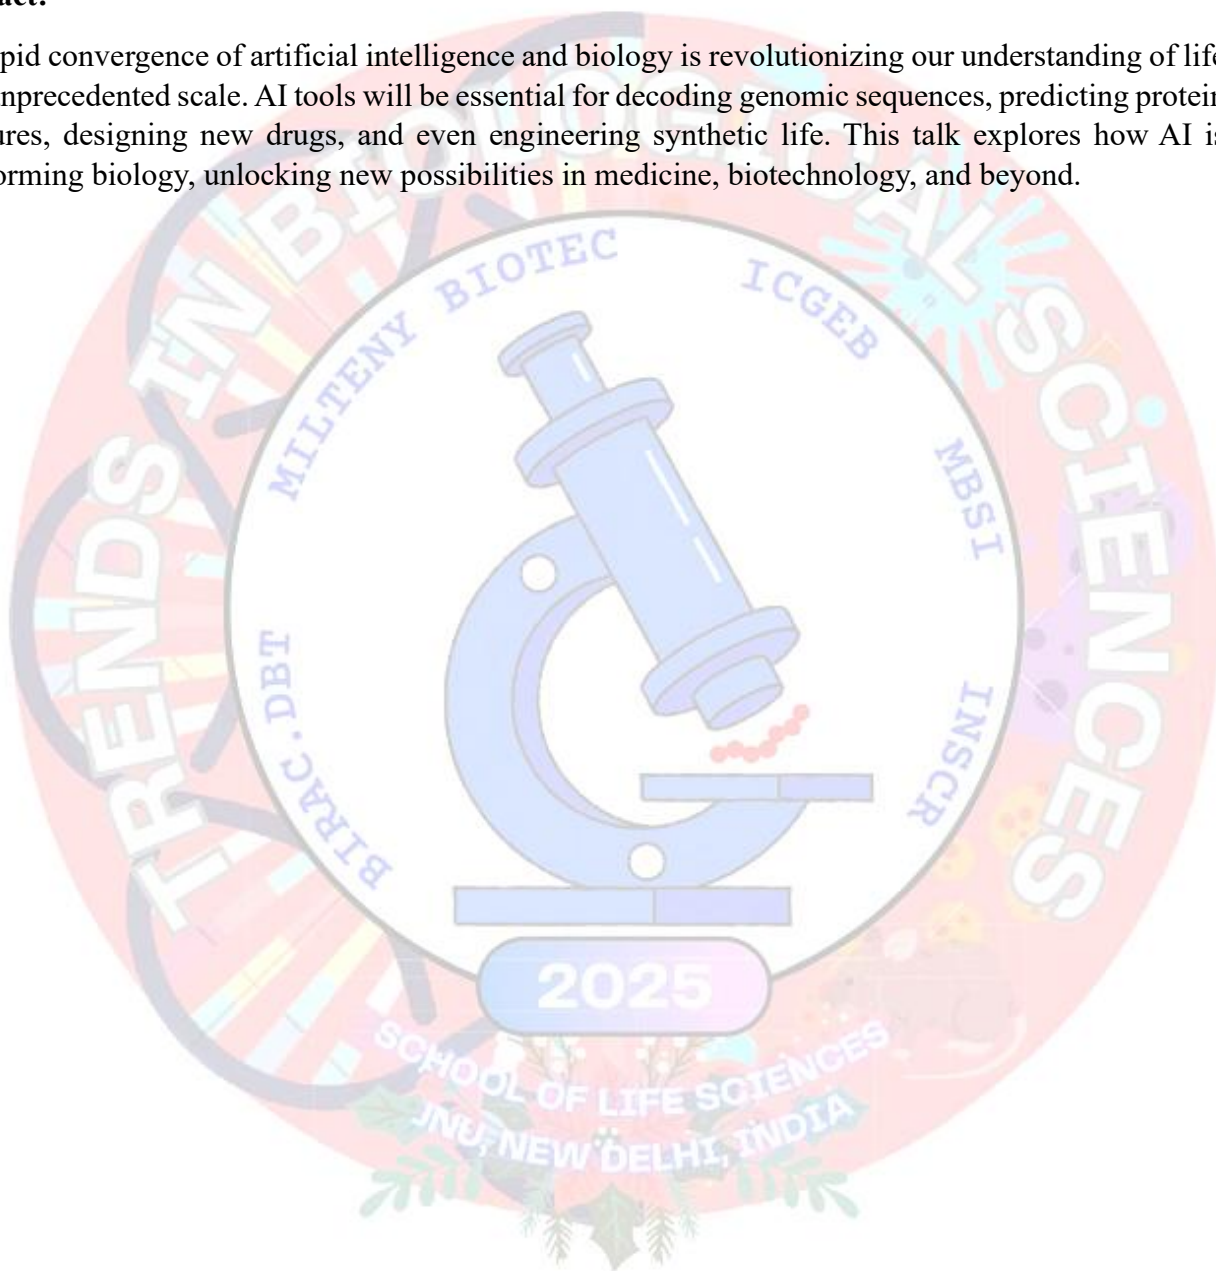 act:
pid convergence of artificial intelligence and biology is revolutionizing our understanding of life
nprecedented scale. AI tools will be essential for decoding genomic sequences, predicting protein
ures, designing new drugs, and even engineering synthetic life. This talk explores how AI is
orming biology, unlocking new possibilities in medicine, biotechnology, and beyond.
TRENDS IN BIOLOGICAL SCIENCES
MILTENY BIOTEC
ICGEB
MBSI
INSCR
BIRAC.DBT
2025
SCHOOL OF LIFE SCIENCES
JNU, NEW DELHI, INDIA